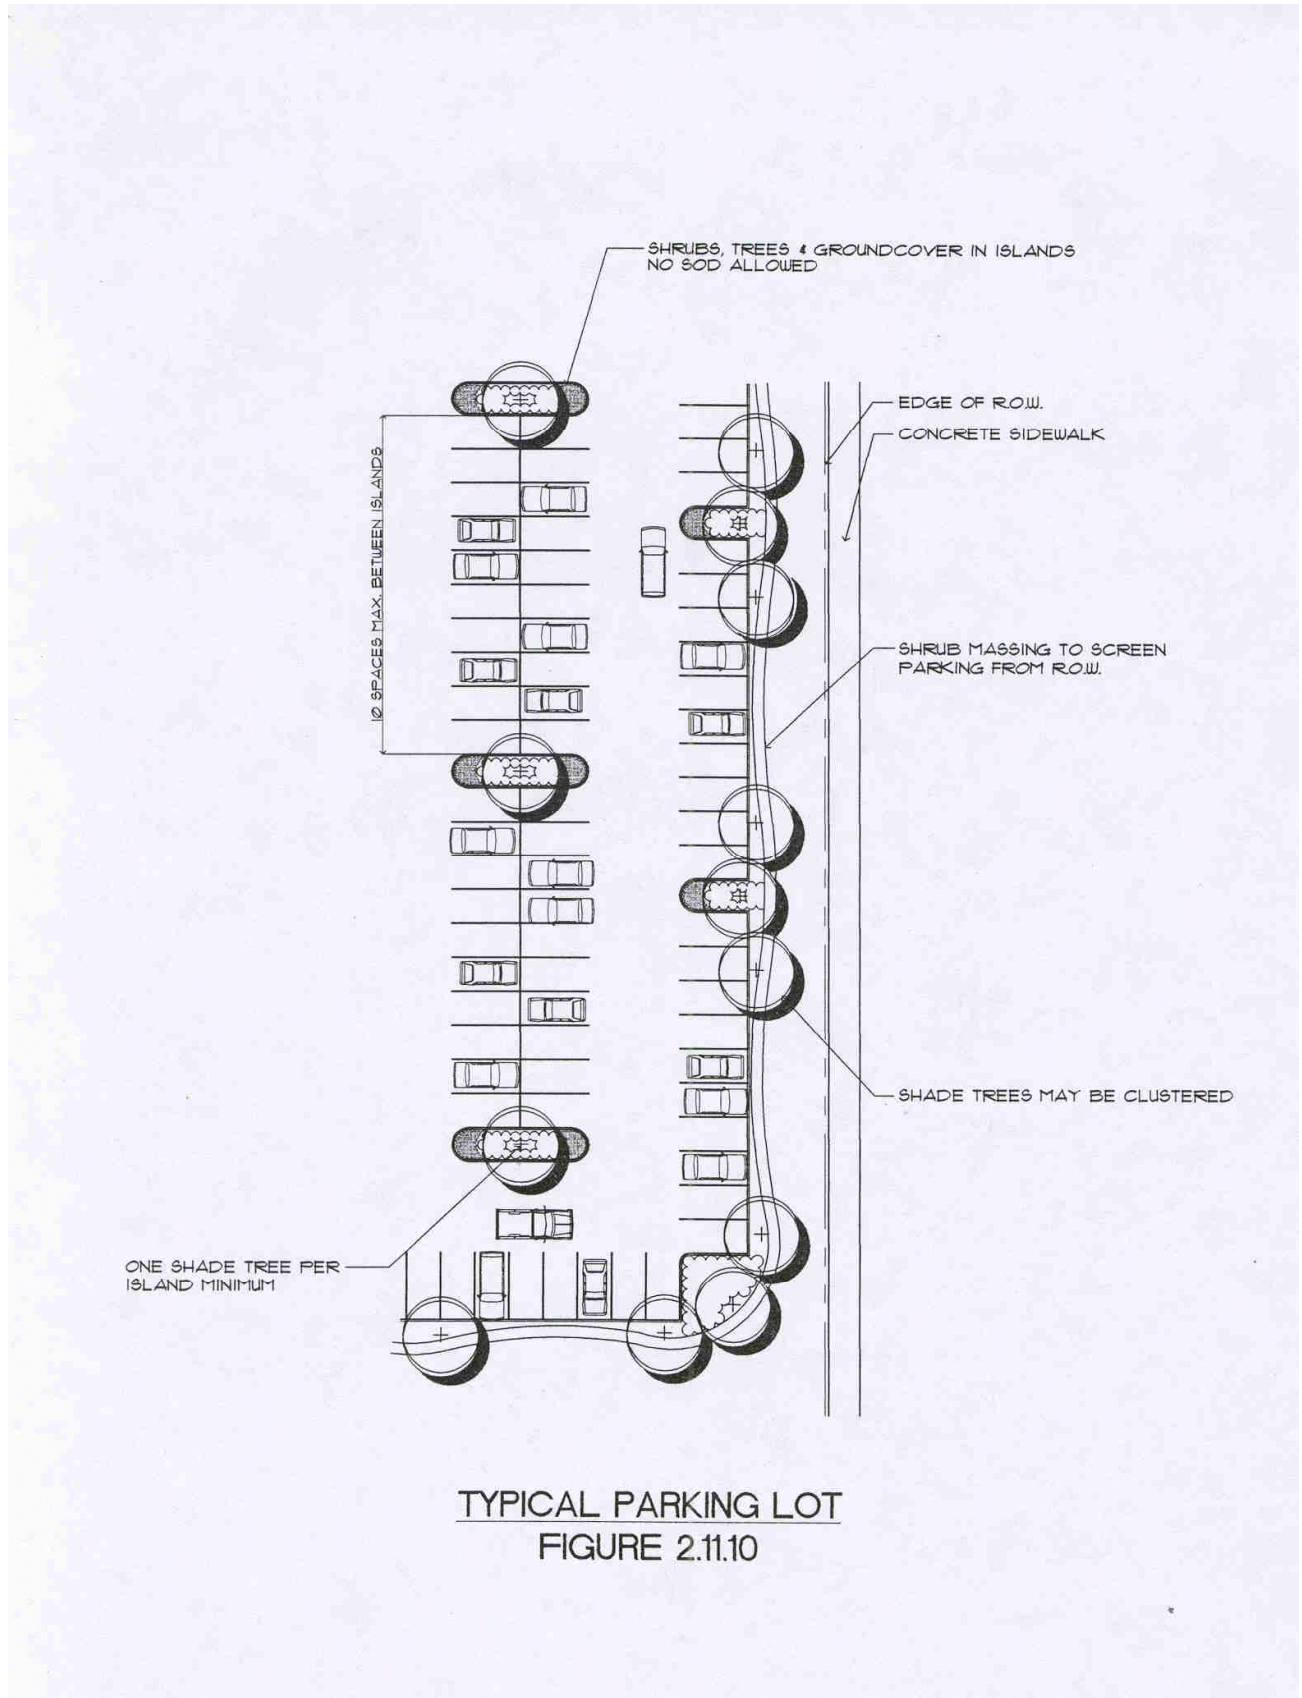 SHRUBS, TREES & GROUNDCOVER IN ISLANDS
NO SOD ALLOWED
EDGE OF R.O.W.
CONCRETE SIDEWALK
10 SPACES MAX. BETWEEN ISLANDS
SHRUB MASSING TO SCREEN
PARKING FROM R.O.W.
SHADE TREES MAY BE CLUSTERED
ONE SHADE TREE PER
ISLAND MINIMUM
TYPICAL PARKING LOT
FIGURE 2.11.10